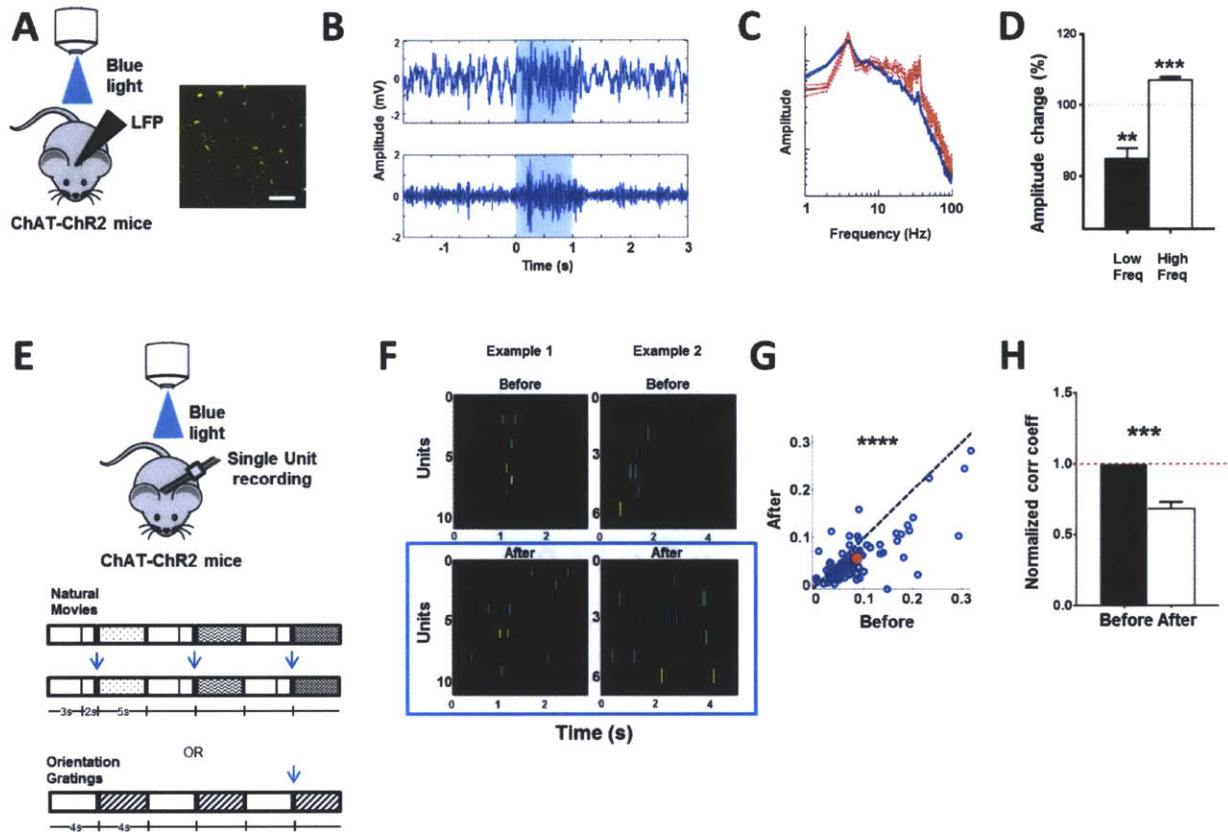 A
Blue
light
LFP
ChAT-ChR2 mice
B
Amplitude (mV)
2
0
-2
2
0
-2
-1 0 1 2 3
Time (s)
C
Amplitude
1 10 100
Frequency (Hz)
D
Amplitude change (%)
120
100
80
***
**
Low
Freq
High
Freq
E
Blue
light
Single Unit
recording
ChAT-ChR2 mice
Natural
Movies
3s 2s 5s
OR
Orientation
Gratings
4s 4s
F
Example 1
Example 2
Before
Before
Units
0
5
10
0
3
6
0 1 2
0 2 4
After
After
Units
0
5
10
0
3
6
0 1 2
0 2 4
Time (s)
G
****
After
0.3
0.2
0.1
0
0 0.1 0.2 0.3
Before
H
Normalized corr coeff
1.5
1.0
0.5
0.0
***
Before After